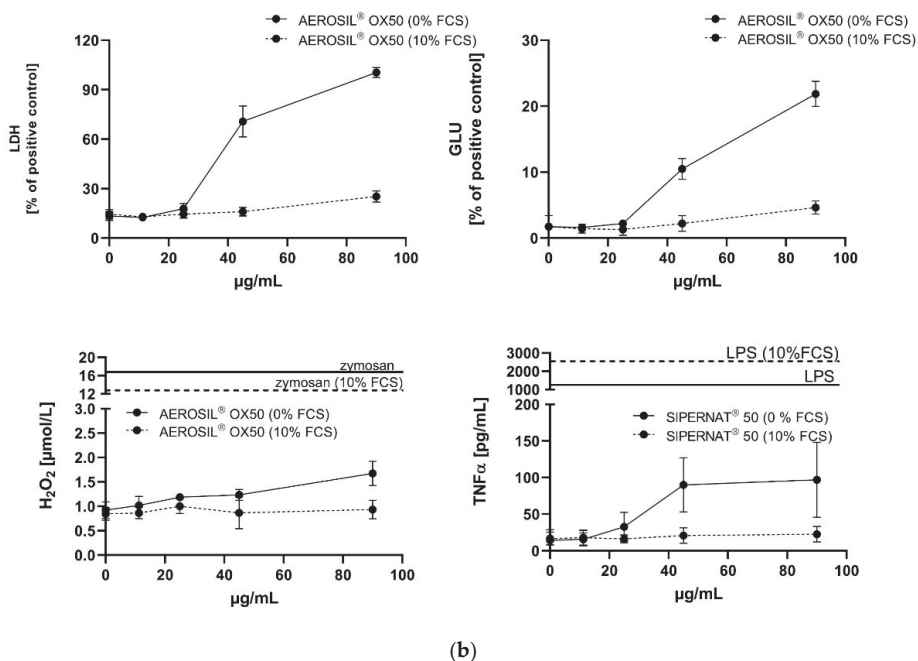 AEROSIL® OX50 (0% FCS)
AEROSIL® OX50 (10% FCS)
LDH
[% of positive control]
120
90
60
30
0
0 20 40 60 80 100
µg/mL
AEROSIL® OX50 (0% FCS)
AEROSIL® OX50 (10% FCS)
GLU
[% of positive control]
30
20
10
0
0 20 40 60 80 100
µg/mL
H₂O₂ [µmol/L]
20
18
16
14
12
3.0
2.5
2.0
1.5
1.0
0.5
0.0
zymosan
zymosan (10% FCS)
AEROSIL® OX50 (0% FCS)
AEROSIL® OX50 (10% FCS)
0 20 40 60 80 100
µg/mL
TNFα [pg/mL]
3000
2500
2000
1500
1000
200
150
100
50
0
LPS (10%FCS)
LPS
SIPERNAT® 50 (0 % FCS)
SIPERNAT® 50 (10% FCS)
0 20 40 60 80 100
µg/mL
(b)